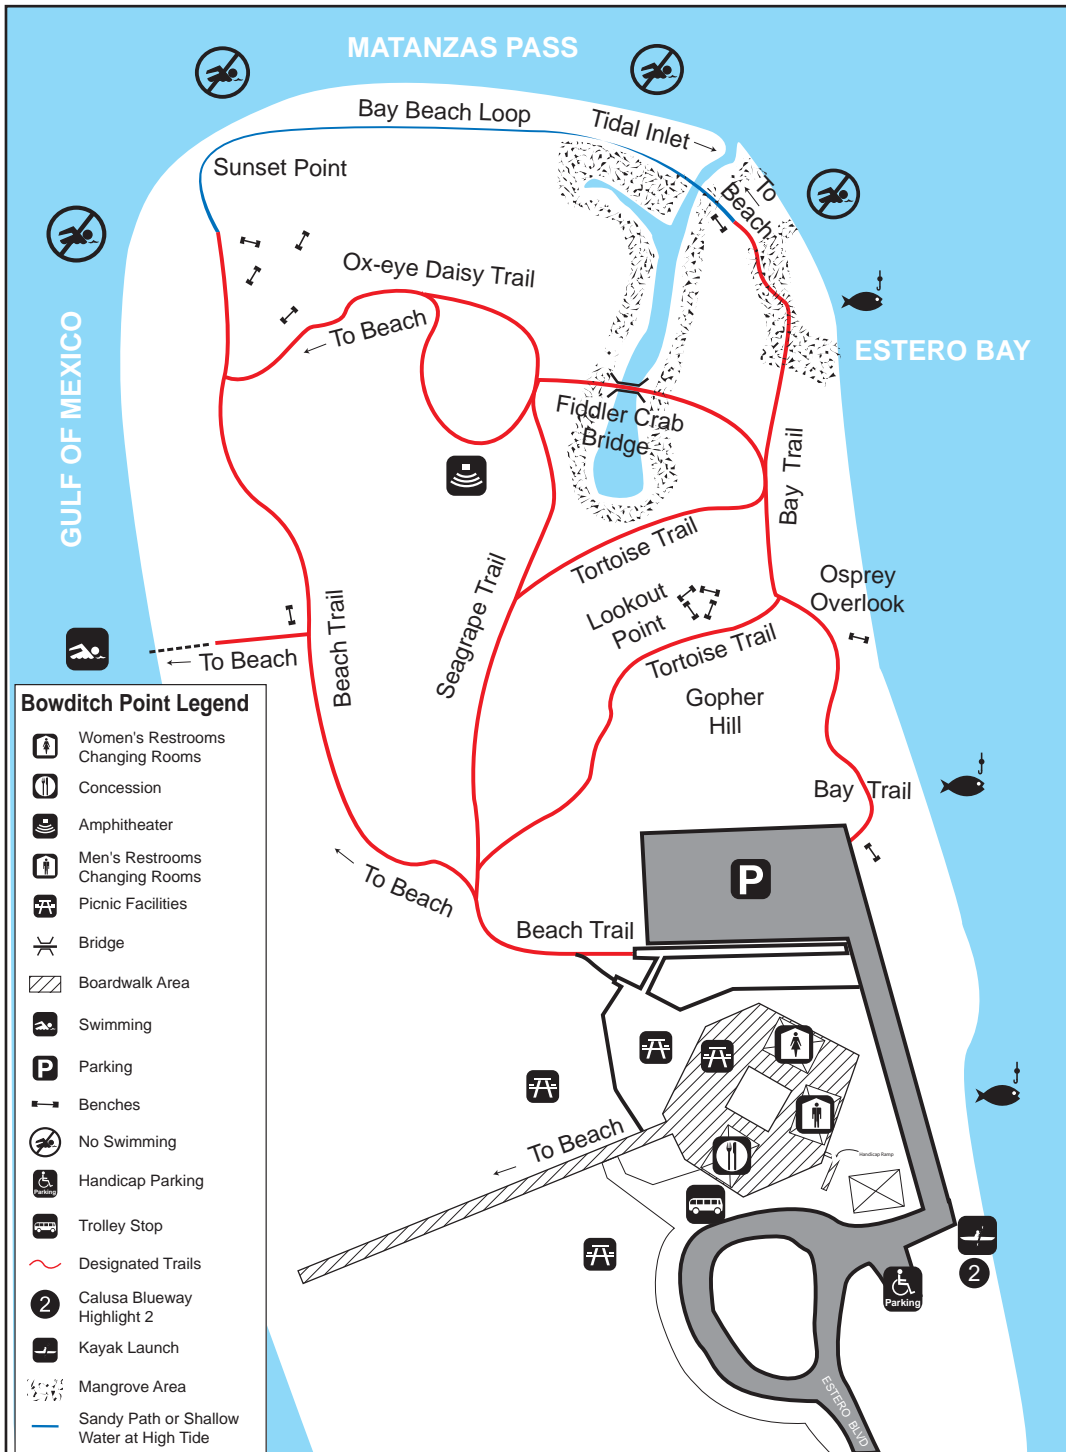 MATANZAS PASS
Bay Beach Loop
Tidal Inlet
Sunset Point
To
Beach
Ox-eye Daisy Trail
To Beach
GULF OF MEXICO
ESTERO BAY
Fiddler Crab
Bridge
Bay Trail
Tortoise Trail
Seagrape Trail
Lookout
Point
Osprey
Overlook
Tortoise Trail
Beach Trail
To Beach
Gopher
Hill
Bay Trail
To Beach
P
Beach Trail
To Beach
Handicap Ramp
2
Parking
ESTERO BLVD
Bowditch Point Legend
Women's Restrooms
Changing Rooms
Concession
Amphitheater
Men's Restrooms
Changing Rooms
Picnic Facilities
Bridge
Boardwalk Area
Swimming
P
Parking
Benches
No Swimming
Parking
Handicap Parking
Trolley Stop
Designated Trails
2
Calusa Blueway
Highlight 2
Kayak Launch
Mangrove Area
Sandy Path or Shallow
Water at High Tide